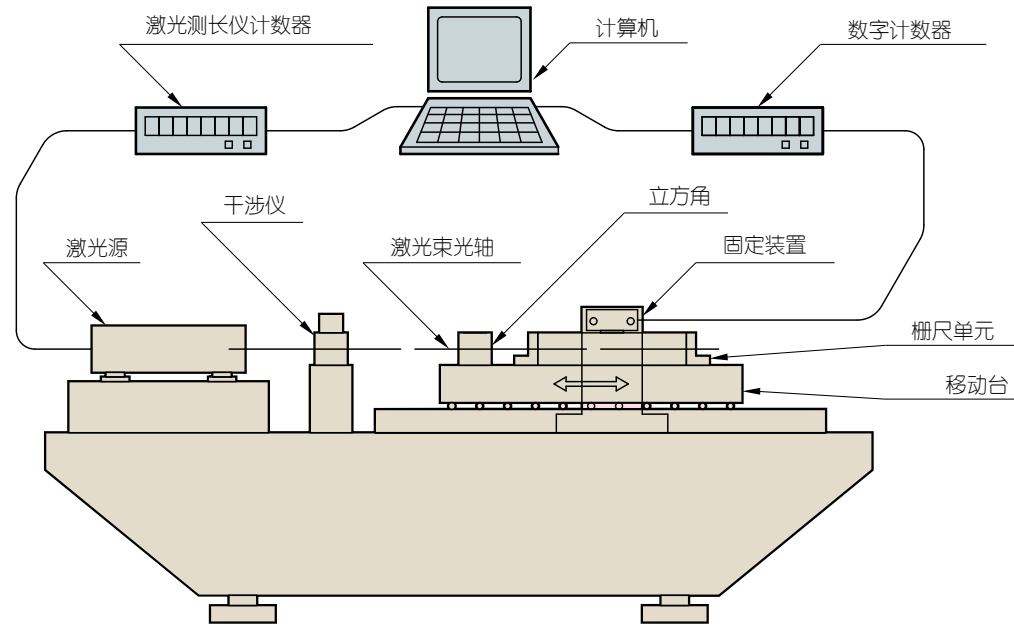 激光测长仪计数器
计算机
数字计数器
干涉仪
立方角
激光源
激光束光轴
固定装置
栅尺单元
移动台